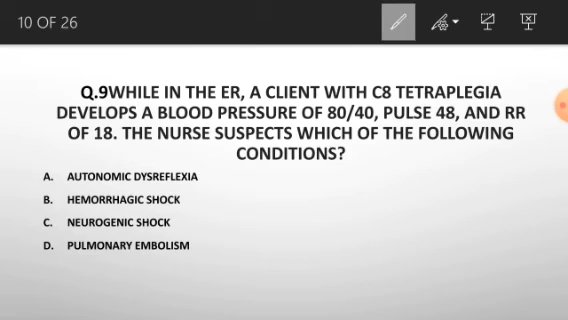 10 OF 26
Q.9WHILE IN THE ER, A CLIENT WITH C8 TETRAPLEGIA
DEVELOPS A BLOOD PRESSURE OF 80/40, PULSE 48, AND RR
OF 18. THE NURSE SUSPECTS WHICH OF THE FOLLOWING
CONDITIONS?
A. AUTONOMIC DYSREFLEXIA
B. HEMORRHAGIC SHOCK
C. NEUROGENIC SHOCK
D. PULMONARY EMBOLISM